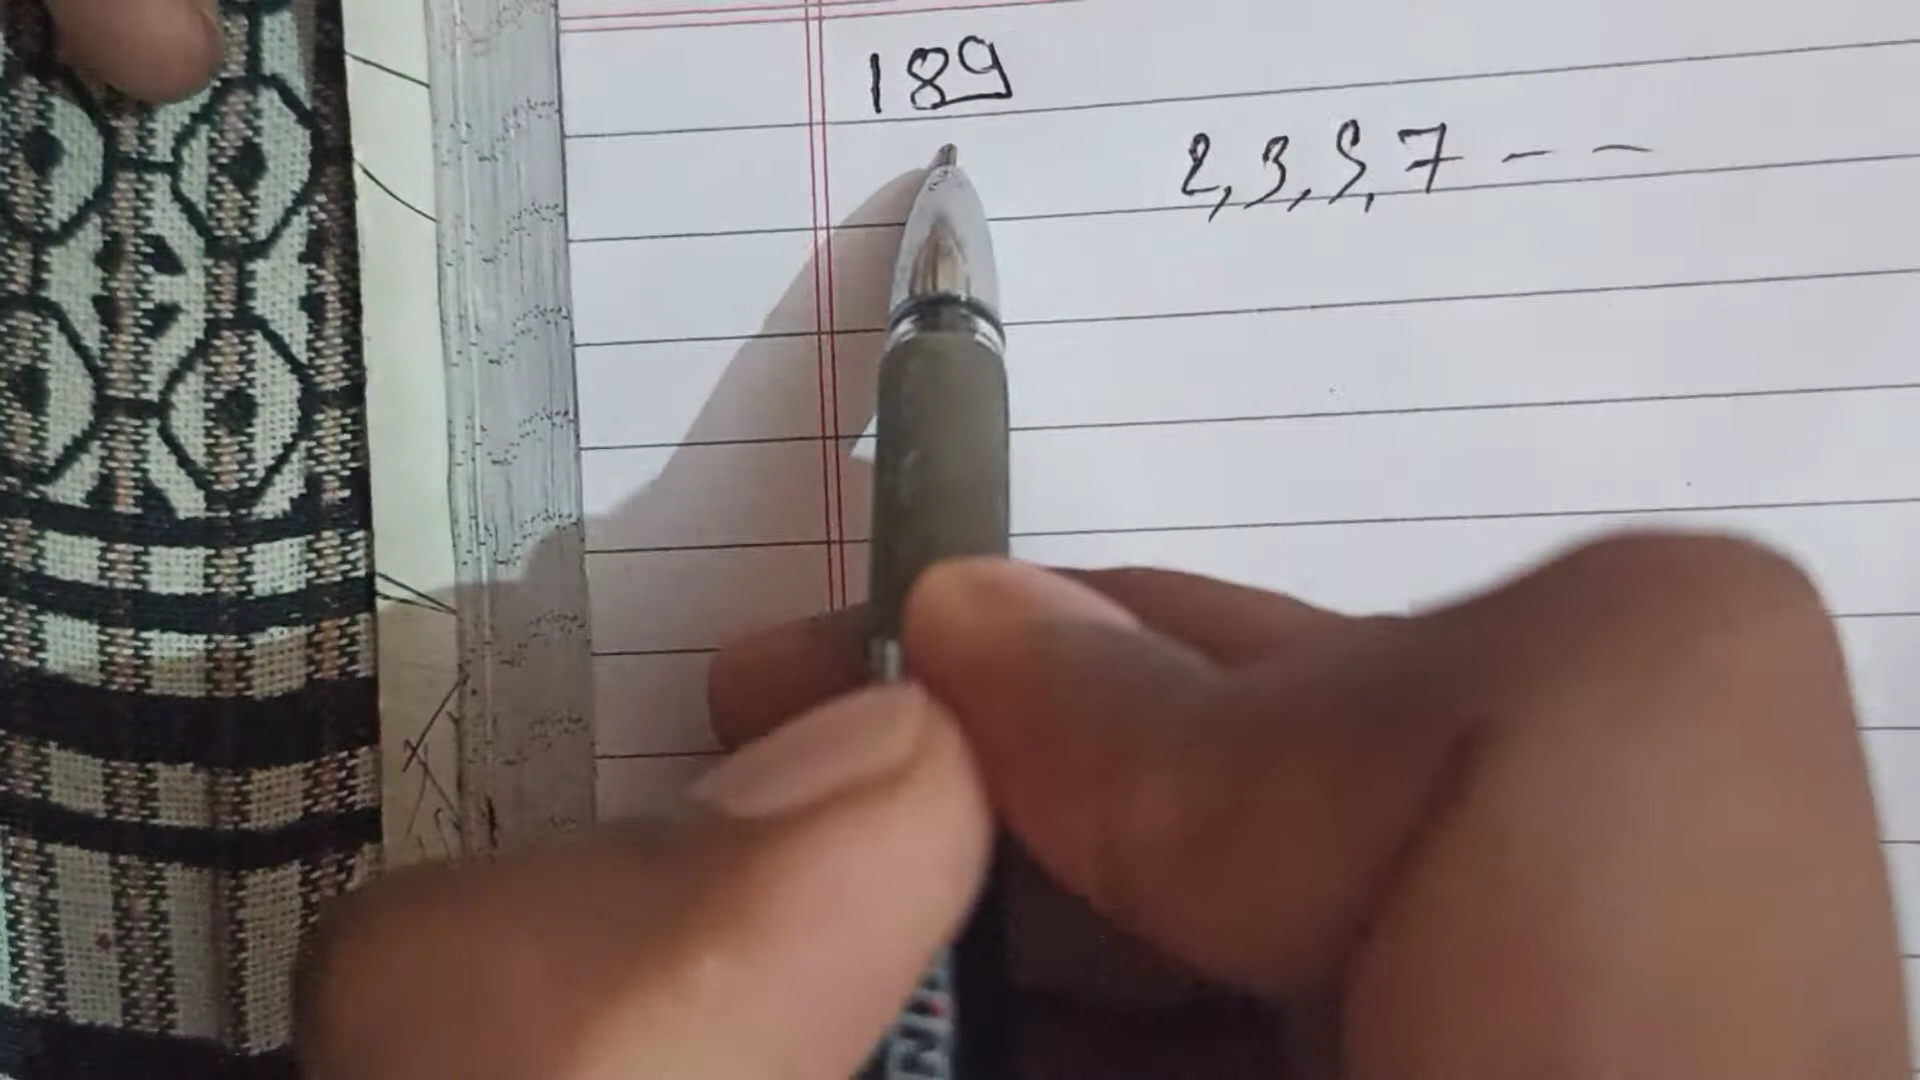 189
2, 3, 5, 7 - -